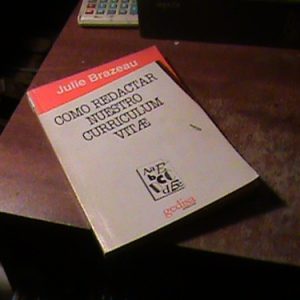 Julie Brazeau
COMO REDACTAR
NUESTRO
CURRICULUM
VITÆ
gedisa